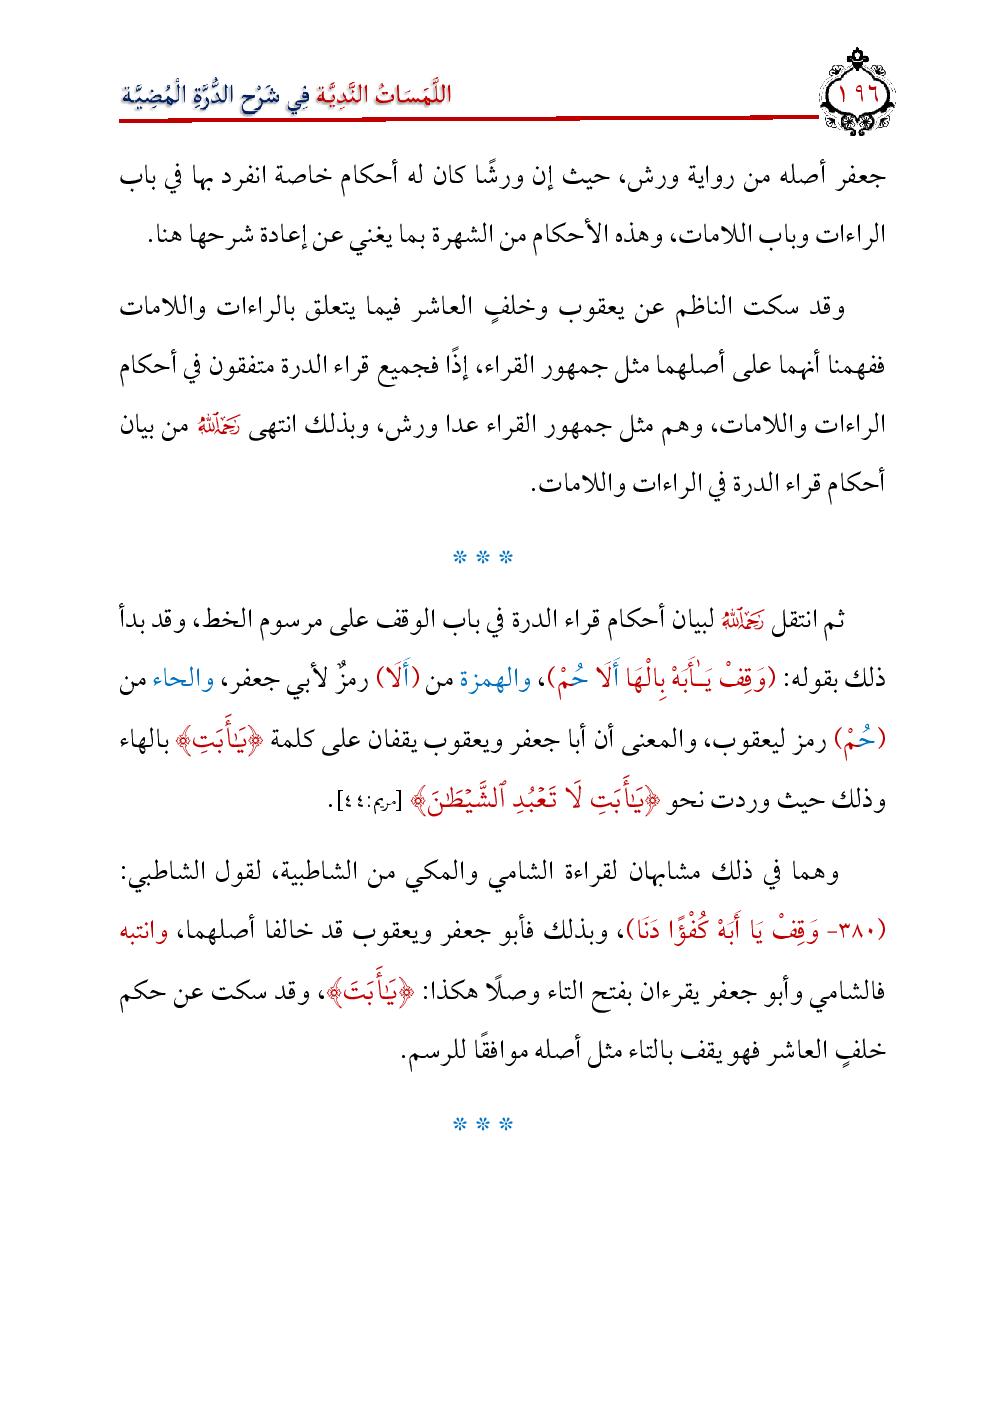 ١٩٦
اللَّمَسَاتُ النَّدِيَّة فِي شَرْحِ الدُّرَّةِ الْمُضِيَّة
جعفر أصله من رواية ورش، حيث إن ورشًا كان له أحكام خاصة انفرد بها في باب
الراءات وباب اللامات، وهذه الأحكام من الشهرة بما يغني عن إعادة شرحها هنا.
وقد سكت الناظم عن يعقوب وخلفٍ العاشر فيما يتعلق بالراءات واللامات
ففهمنا أنهما على أصلهما مثل جمهور القراء، إذًا فجميع قراء الدرة متفقون في أحكام
الراءات واللامات، وهم مثل جمهور القراء عدا ورش، وبذلك انتهى رَحِمَهُ ٱللَّهُ من بيان
أحكام قراء الدرة في الراءات واللامات.
* * *
ثم انتقل رَحِمَهُ ٱللَّهُ لبيان أحكام قراء الدرة في باب الوقف على مرسوم الخط، وقد بدأ
ذلك بقوله: (وَقِفْ يَـٰأَبَهْ بِالْهَا أَلَا حُمْ)، والهمزة من (أَلَا) رمزٌ لأبي جعفر، والحاء من
(حُمْ) رمز ليعقوب، والمعنى أن أبا جعفر ويعقوب يقفان على كلمة ﴿يَـٰٓأَبَتِ﴾ بالهاء
وذلك حيث وردت نحو ﴿يَـٰٓأَبَتِ لَا تَعْبُدِ ٱلشَّيْطَـٰنَ﴾ [مريم:٤٤].
وهما في ذلك مشابهان لقراءة الشامي والمكي من الشاطبية، لقول الشاطبي:
(٣٨٠- وَقِفْ يَا أَبَهْ كُفْؤًا دَنَا)، وبذلك فأبو جعفر ويعقوب قد خالفا أصلهما، وانتبه
فالشامي وأبو جعفر يقرءان بفتح التاء وصلًا هكذا: ﴿يَـٰٓأَبَتَ﴾، وقد سكت عن حكم
خلفٍ العاشر فهو يقف بالتاء مثل أصله موافقًا للرسم.
* * *